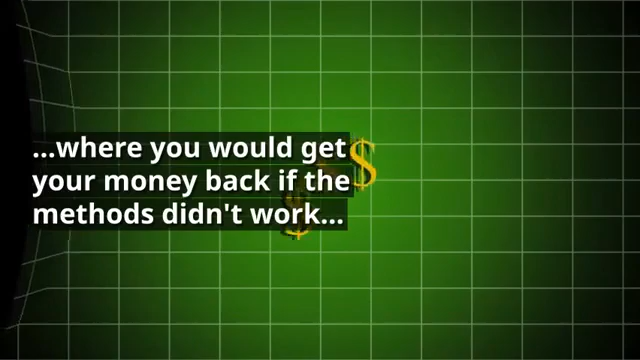 ...where you would get
your money back if the
methods didn't work...
$
$